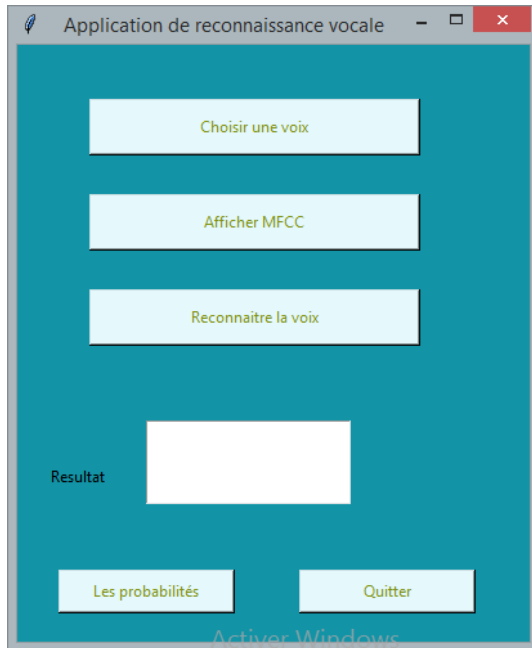 Application de reconnaissance vocale
Choisir une voix
Afficher MFCC
Reconnaitre la voix
Resultat
Les probabilités
Quitter
Activer Windows